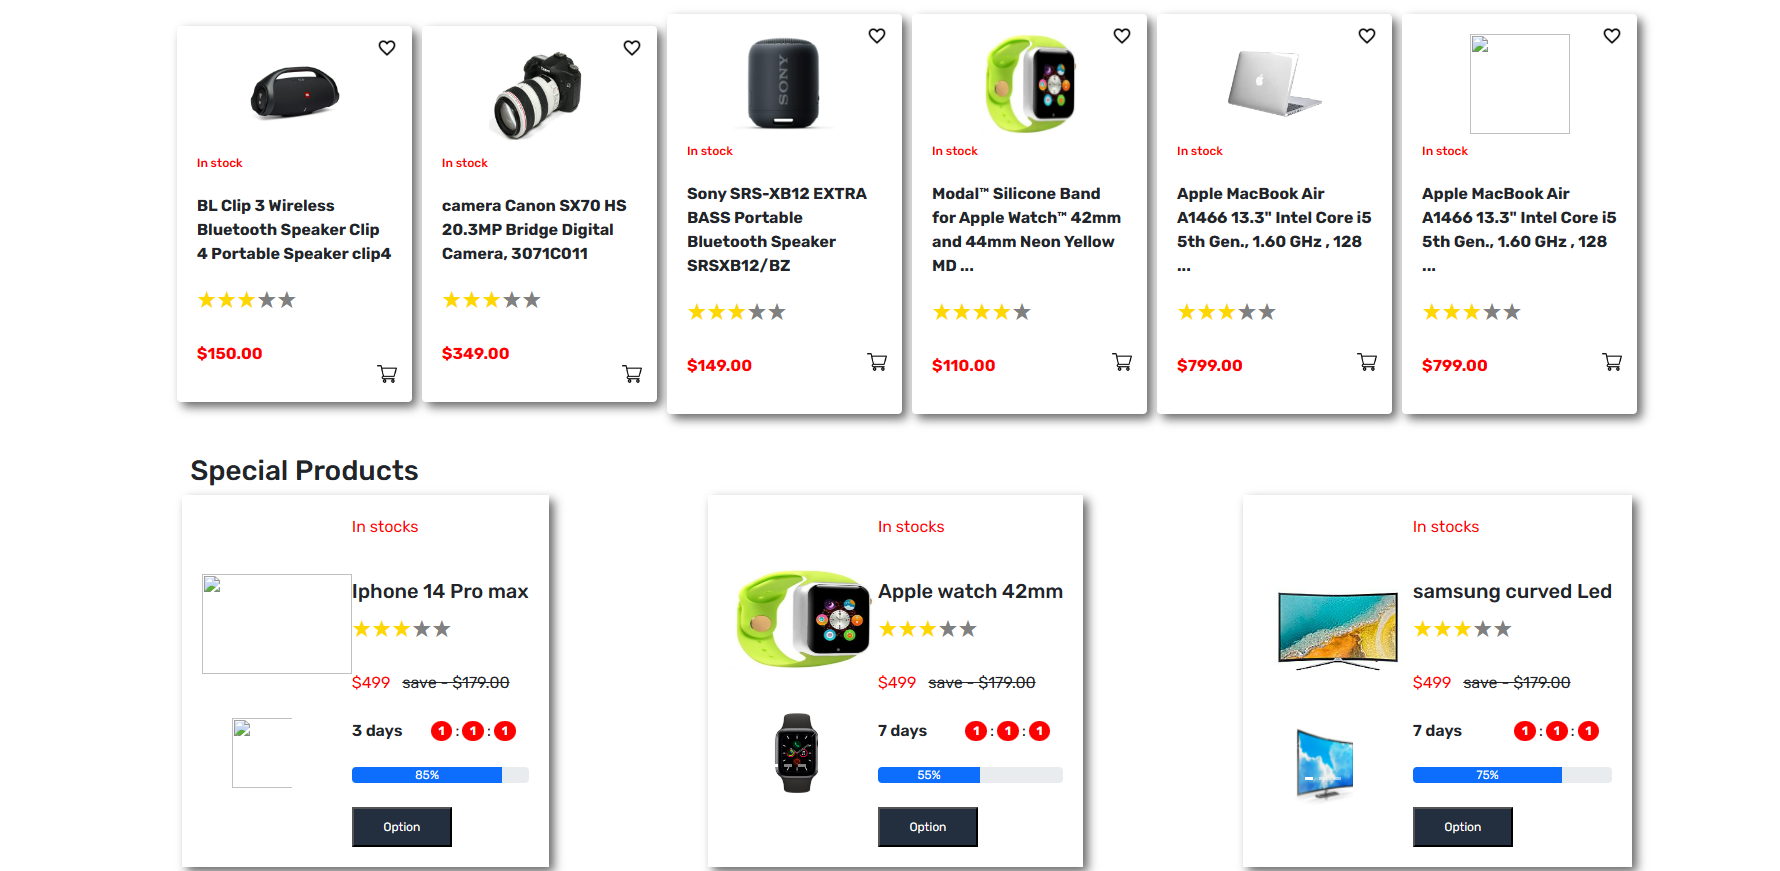 In stock
BL Clip 3 Wireless
Bluetooth Speaker Clip
4 Portable Speaker clip4
$150.00
In stock
camera Canon SX70 HS
20.3MP Bridge Digital
Camera, 3071C011
$349.00
SONY
In stock
Sony SRS-XB12 EXTRA
BASS Portable
Bluetooth Speaker
SRSXB12/BZ
$149.00
In stock
Modal™ Silicone Band
for Apple Watch™ 42mm
and 44mm Neon Yellow
MD ...
$110.00
In stock
Apple MacBook Air
A1466 13.3" Intel Core i5
5th Gen., 1.60 GHz , 128
...
$799.00
In stock
Apple MacBook Air
A1466 13.3" Intel Core i5
5th Gen., 1.60 GHz , 128
...
$799.00
Special Products
In stocks
Iphone 14 Pro max
$499 save - $179.00
3 days 1 : 1 : 1
85%
Option
In stocks
Apple watch 42mm
$499 save - $179.00
7 days 1 : 1 : 1
55%
Option
In stocks
samsung curved Led
$499 save - $179.00
7 days 1 : 1 : 1
75%
Option